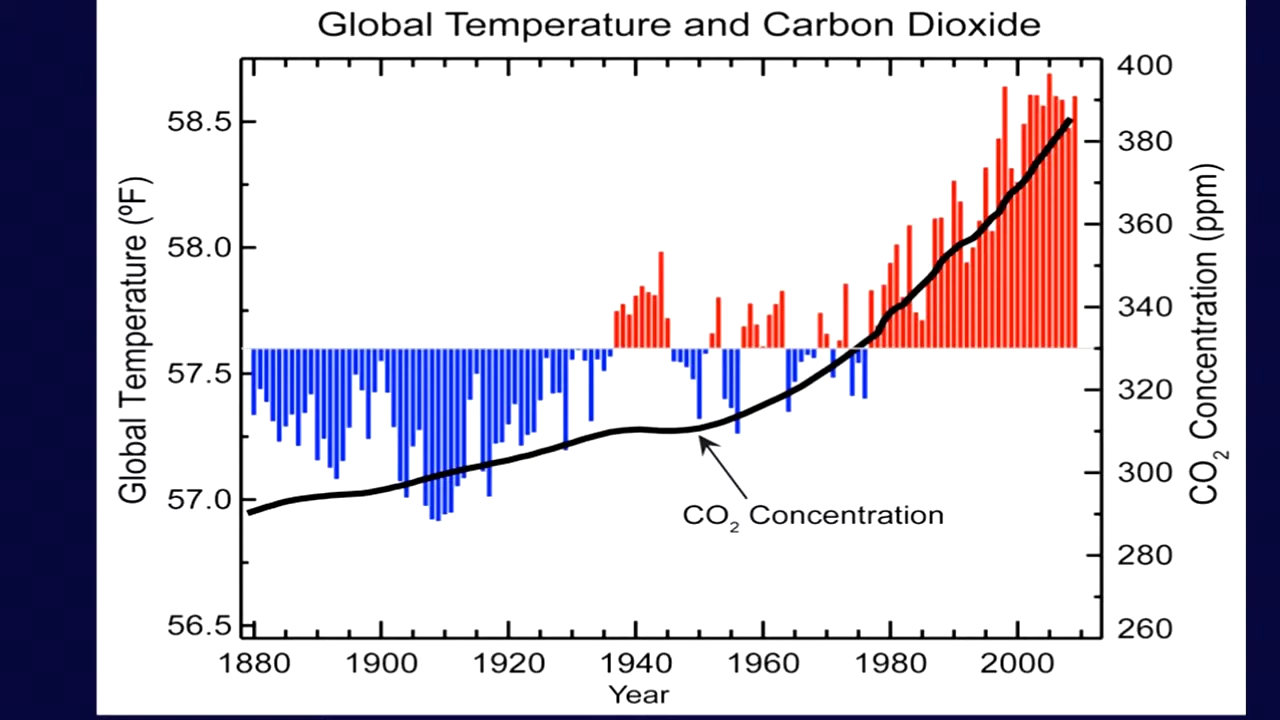 Global Temperature and Carbon Dioxide
400
58.5
380
58.0
360
340
57.5
320
57.0
300
280
56.5
260
Global Temperature (ºF)
CO2 Concentration (ppm)
CO2 Concentration
1880 1900 1920 1940 1960 1980 2000
Year